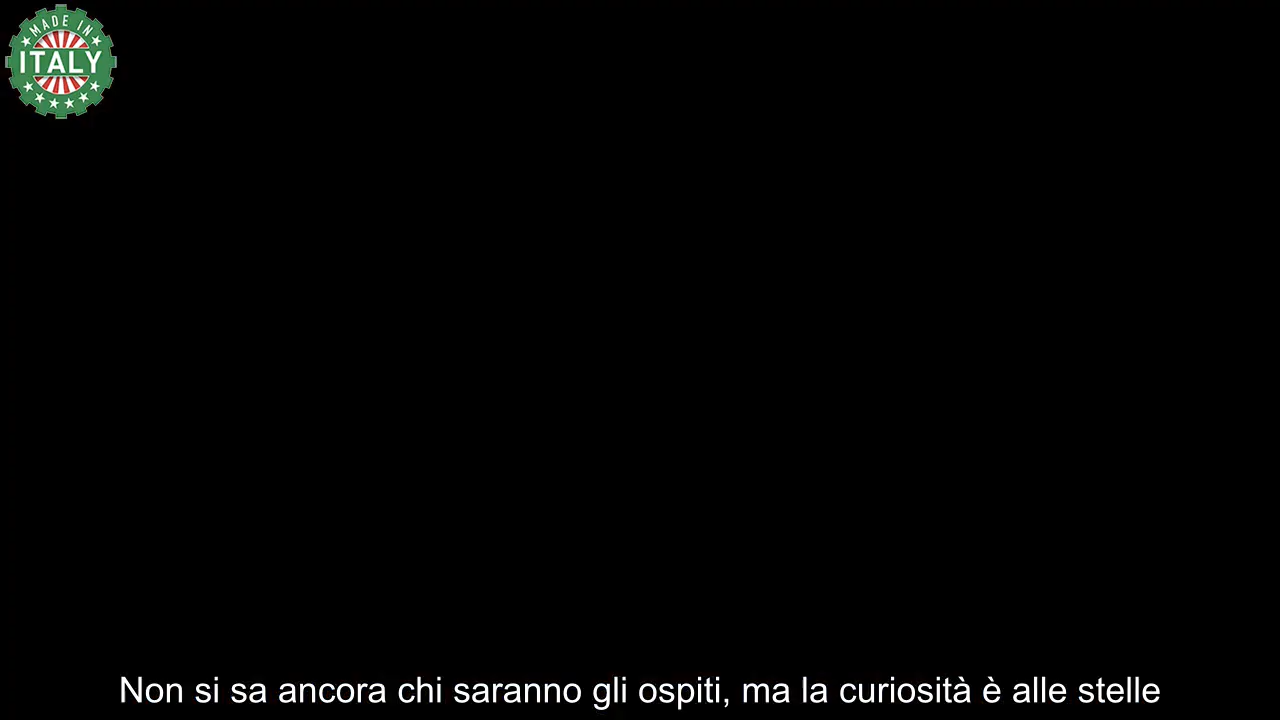 MADE IN
ITALY
Non si sa ancora chi saranno gli ospiti, ma la curiosità è alle stelle